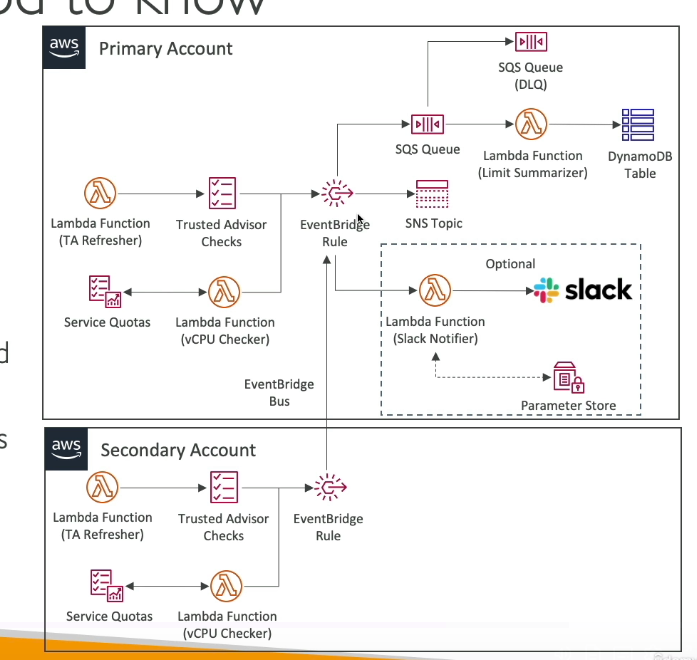 to know
aws
Primary Account
SQS Queue
(DLQ)
SQS Queue
Lambda Function
(Limit Summarizer)
DynamoDB
Table
Lambda Function
(TA Refresher)
Trusted Advisor
Checks
EventBridge
Rule
SNS Topic
Optional
slack
Service Quotas
Lambda Function
(vCPU Checker)
Lambda Function
(Slack Notifier)
EventBridge
Bus
Parameter Store
aws
Secondary Account
Lambda Function
(TA Refresher)
Trusted Advisor
Checks
EventBridge
Rule
Service Quotas
Lambda Function
(vCPU Checker)